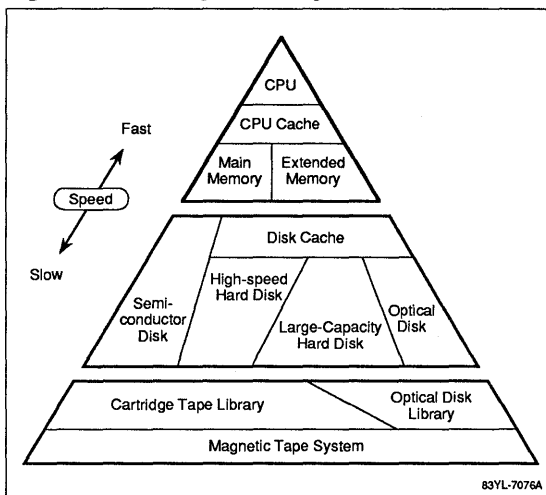 CPU
CPU Cache
Main
Memory
Extended
Memory
Fast
Speed
Slow
Disk Cache
Semi-
conductor
Disk
High-speed
Hard Disk
Large-Capacity
Hard Disk
Optical
Disk
Cartridge Tape Library
Optical Disk
Library
Magnetic Tape System
83YL-7076A